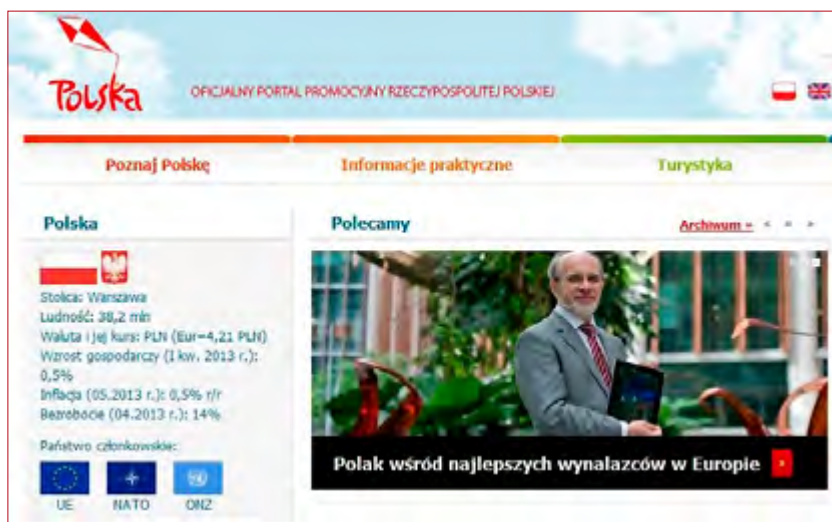 Polska
OFICJALNY PORTAL PROMOCYJNY RZECZYPOSPOLITEJ POLSKIEJ
Poznaj Polskę
Informacje praktyczne
Turystyka
Polska
Stolica: Warszawa
Ludność: 38,2 mln
Waluta i jej kurs: PLN (Eur=4,21 PLN)
Wzrost gospodarczy (I kw. 2013 r.):
0,5%
Inflacja (05.2013 r.): 0,5% r/r
Bezrobocie (04.2013 r.): 14%
Państwo członkowskie:
UE NATO ONZ
Polecamy
Archiwum »
Polak wśród najlepszych wynalazców w Europie